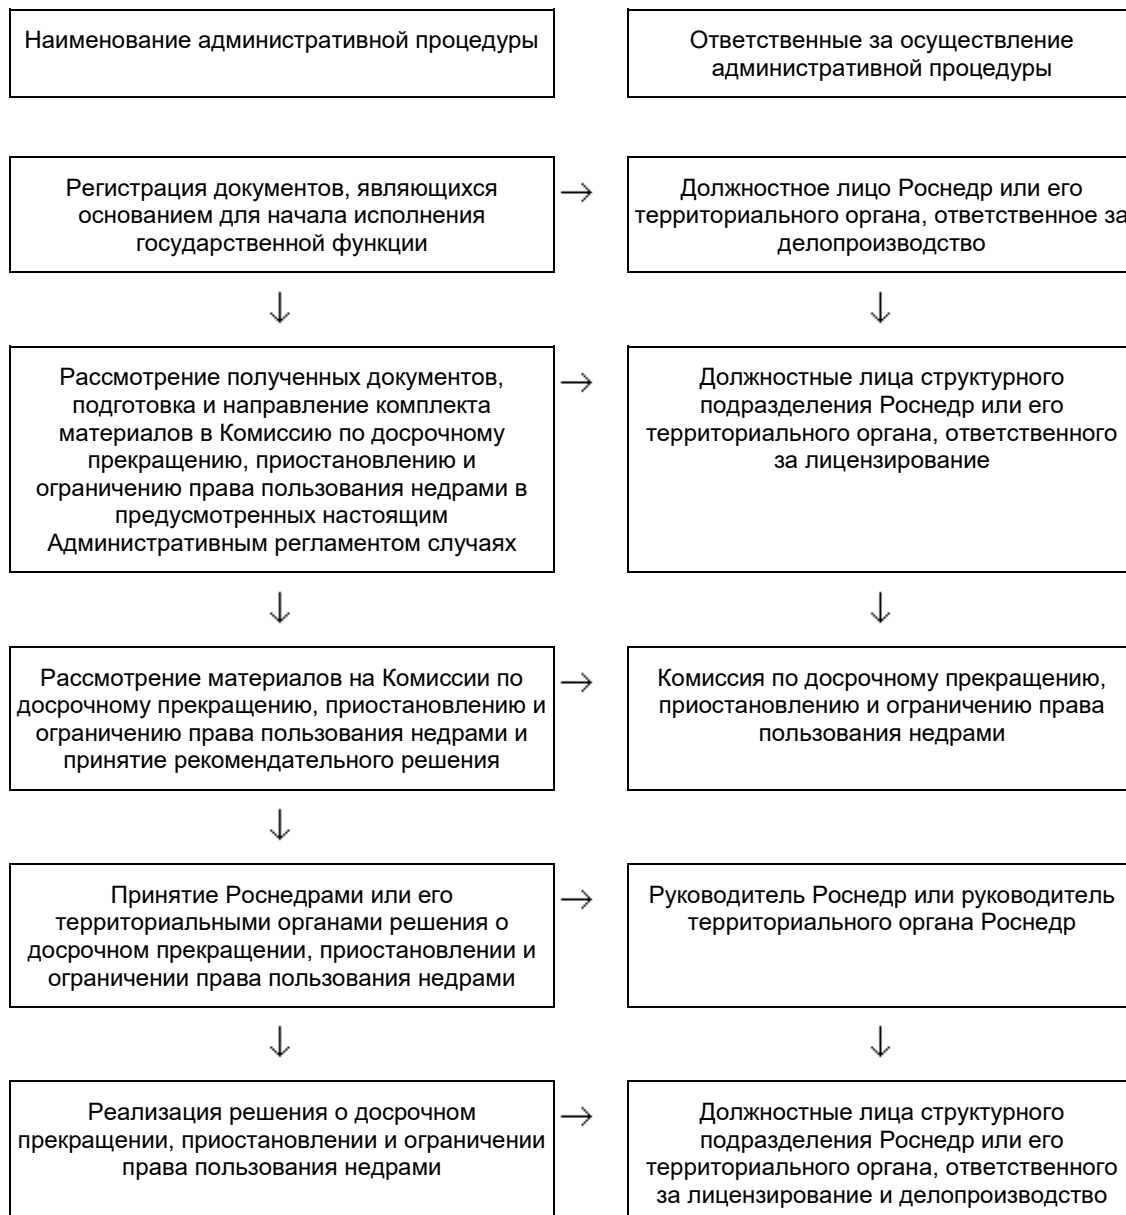 Наименование административной процедуры
Ответственные за осуществление
административной процедуры
Регистрация документов, являющихся
основанием для начала исполнения
государственной функции
→
Должностное лицо Роснедр или его
территориального органа, ответственное за
делопроизводство
↓
↓
Рассмотрение полученных документов,
подготовка и направление комплекта
материалов в Комиссию по досрочному
прекращению, приостановлению и
ограничению права пользования недрами в
предусмотренных настоящим
Административным регламентом случаях
→
Должностные лица структурного
подразделения Роснедр или его
территориального органа, ответственного
за лицензирование
↓
↓
Рассмотрение материалов на Комиссии по
досрочному прекращению, приостановлению и
ограничению права пользования недрами и
принятие рекомендательного решения
→
Комиссия по досрочному прекращению,
приостановлению и ограничению права
пользования недрами
↓
Принятие Роснедрами или его
территориальными органами решения о
досрочном прекращении, приостановлении и
ограничении права пользования недрами
→
Руководитель Роснедр или руководитель
территориального органа Роснедр
↓
↓
Реализация решения о досрочном
прекращении, приостановлении и ограничении
права пользования недрами
→
Должностные лица структурного
подразделения Роснедр или его
территориального органа, ответственного
за лицензирование и делопроизводство